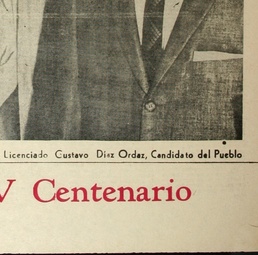 Licenciado Gustavo Diaz Ordaz, Candidato del Pueblo
V Centenario